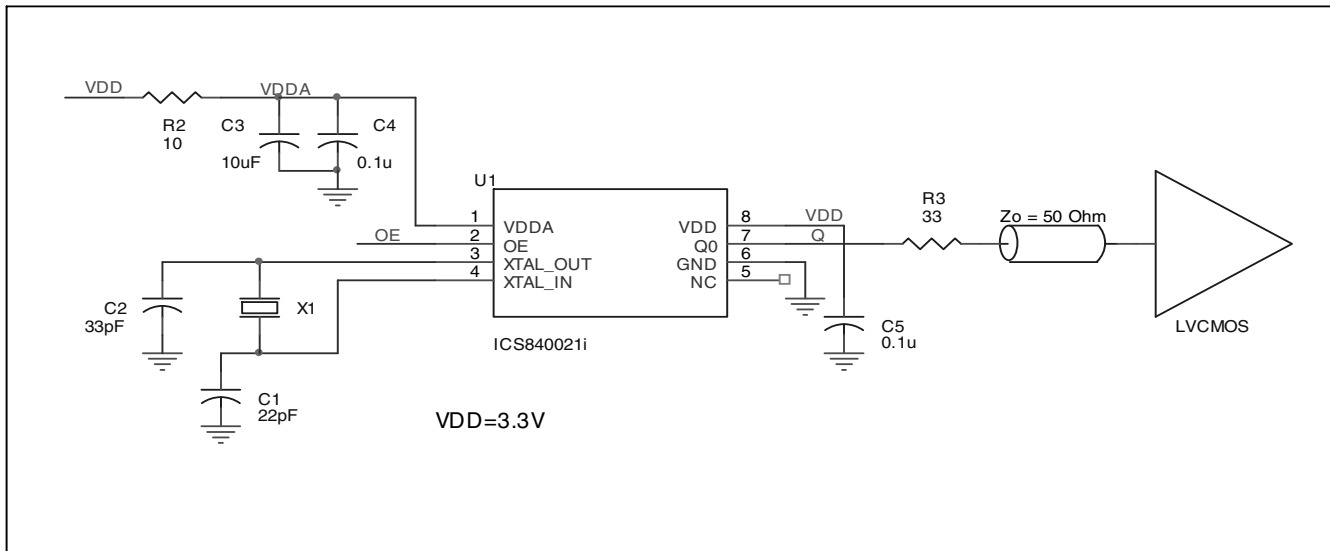 VDD
R2
10
VDDA
C3
10uF
C4
0.1u
U1
1
VDDA
2
OE
3
XTAL_OUT
4
XTAL_IN
OE
VDD
8
Q0
7
GND
6
NC
5
VDD
Q
R3
33
Zo = 50 Ohm
LVCMOS
C2
33pF
X1
C1
22pF
ICS840021i
C5
0.1u
VDD=3.3V